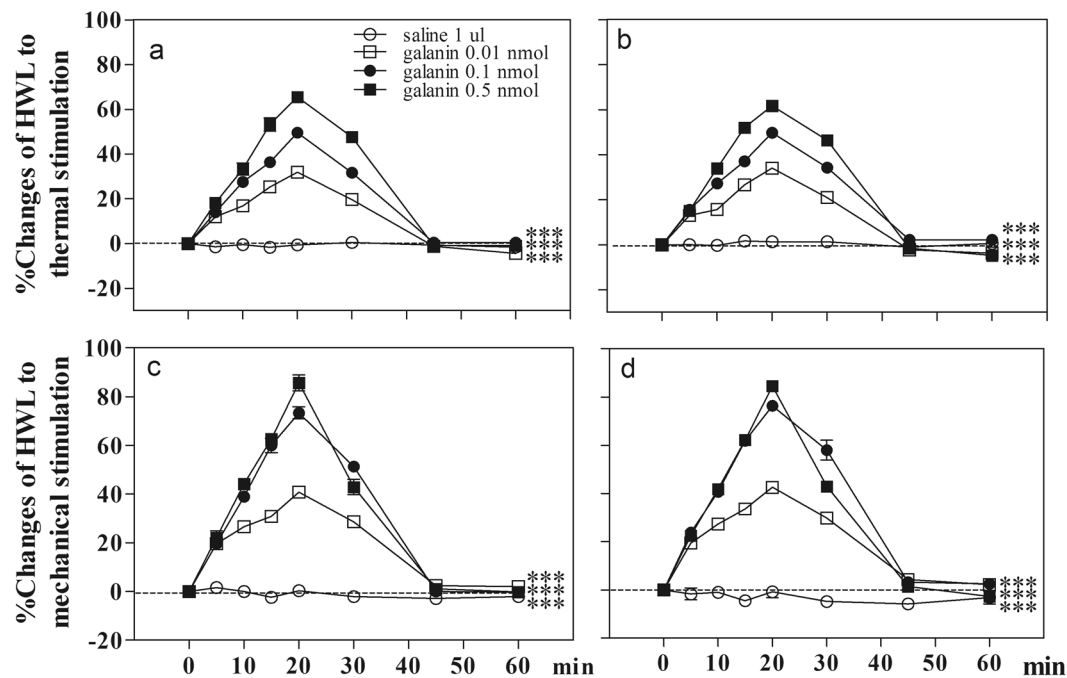 %Changes of HWL to
thermal stimulation
100
80
60
40
20
0
-20
a
saline 1 ul
galanin 0.01 nmol
galanin 0.1 nmol
galanin 0.5 nmol
***
***
***
b
***
***
***
%Changes of HWL to
mechanical stimulation
100
80
60
40
20
0
-20
c
***
***
***
0 10 20 30 40 50 60 min
d
***
***
***
0 10 20 30 40 50 60 min